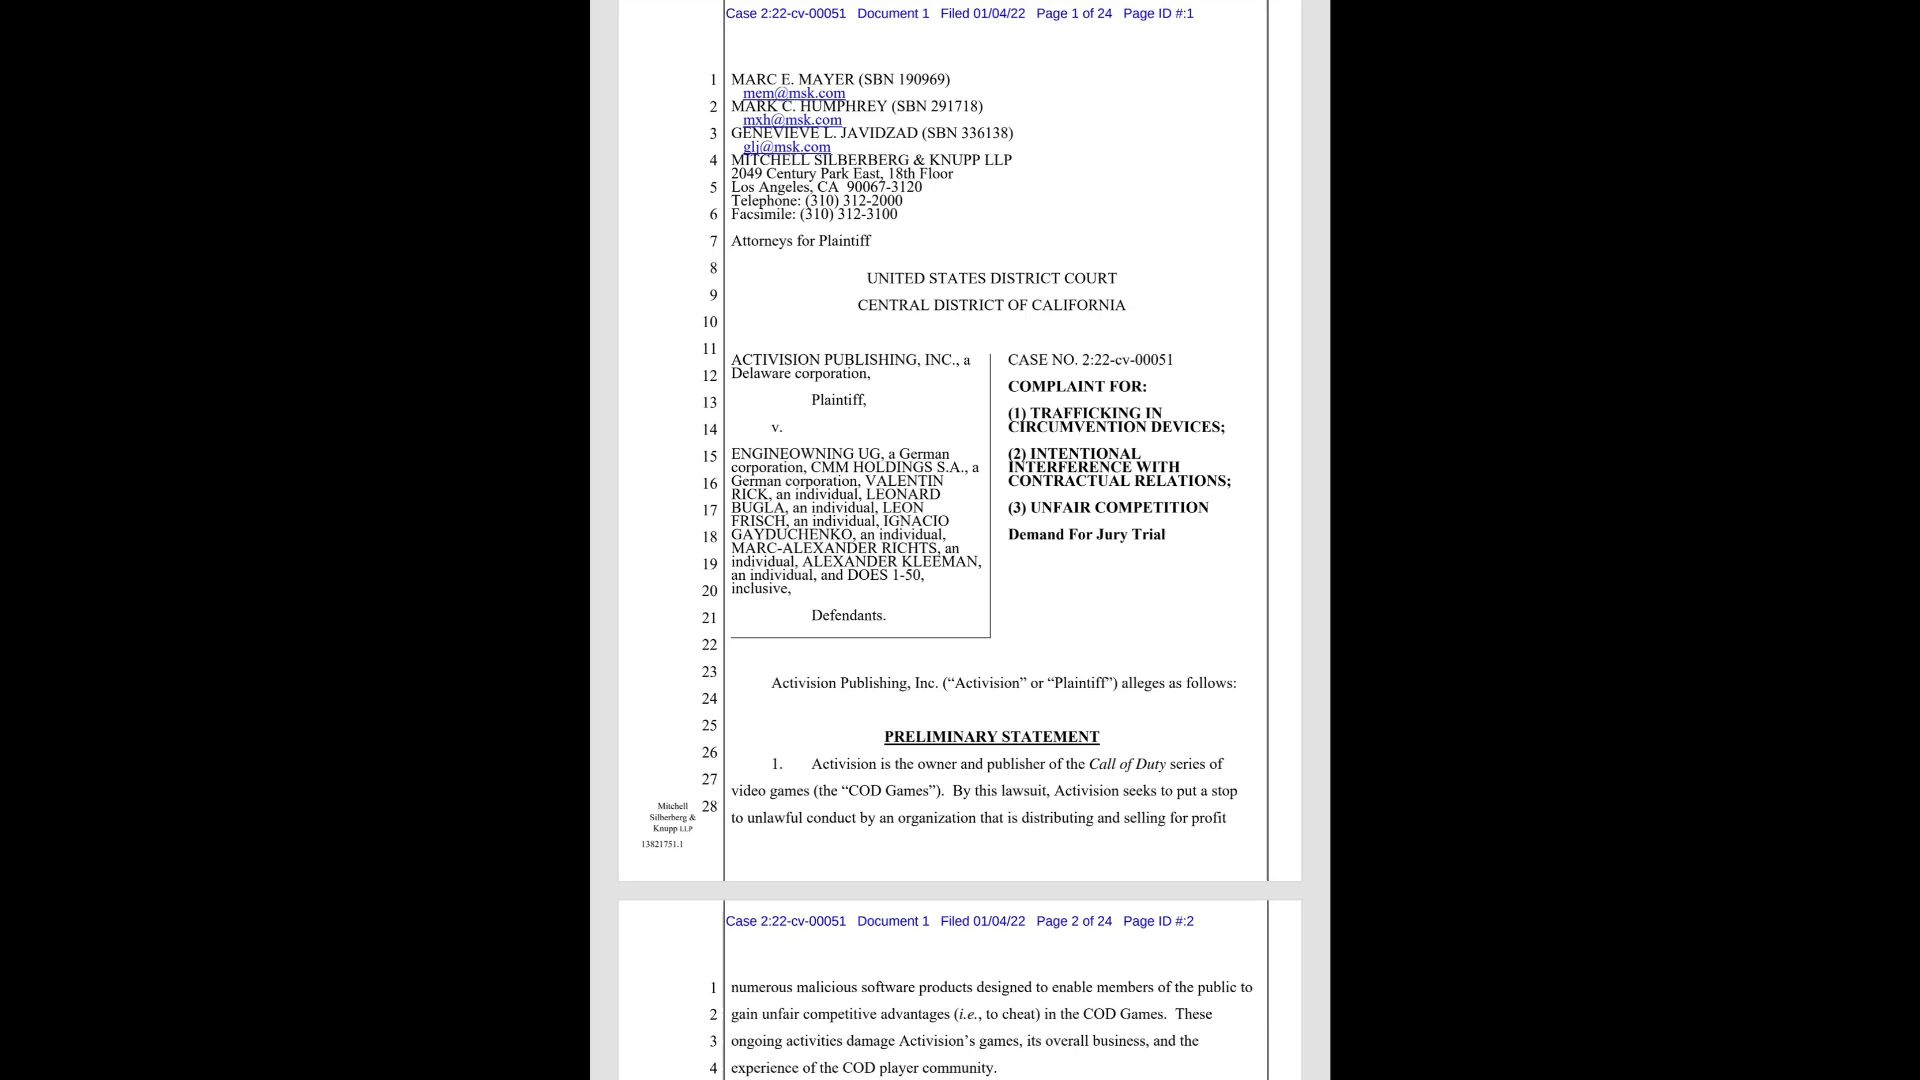 Case 2:22-cv-00051 Document 1 Filed 01/04/22 Page 1 of 24 Page ID #:1
1 MARC E. MAYER (SBN 190969)
mem@msk.com
2 MARK C. HUMPHREY (SBN 291718)
mxh@msk.com
3 GENEVIEVE L. JAVIDZAD (SBN 336138)
glj@msk.com
4 MITCHELL SILBERBERG & KNUPP LLP
2049 Century Park East, 18th Floor
5 Los Angeles, CA 90067-3120
Telephone: (310) 312-2000
6 Facsimile: (310) 312-3100
7 Attorneys for Plaintiff
8
UNITED STATES DISTRICT COURT
9
CENTRAL DISTRICT OF CALIFORNIA
10
11
ACTIVISION PUBLISHING, INC., a
12 Delaware corporation,
13 Plaintiff,
14 v.
15 ENGINEOWNING UG, a German
corporation, CMM HOLDINGS S.A., a
16 German corporation, VALENTIN
RICK, an individual, LEONARD
17 BUGLA, an individual, LEON
FRISCH, an individual, IGNACIO
18 GAYDUCHENKO, an individual,
MARC-ALEXANDER RICHTS, an
19 individual, ALEXANDER KLEEMAN,
an individual, and DOES 1-50,
20 inclusive,
21 Defendants.
22
CASE NO. 2:22-cv-00051
COMPLAINT FOR:
(1) TRAFFICKING IN
CIRCUMVENTION DEVICES;
(2) INTENTIONAL
INTERFERENCE WITH
CONTRACTUAL RELATIONS;
(3) UNFAIR COMPETITION
Demand For Jury Trial
23
Activision Publishing, Inc. (“Activision” or “Plaintiff”) alleges as follows:
24
25
PRELIMINARY STATEMENT
26
1. Activision is the owner and publisher of the Call of Duty series of
27
video games (the “COD Games”). By this lawsuit, Activision seeks to put a stop
28
to unlawful conduct by an organization that is distributing and selling for profit
Mitchell
Silberberg &
Knupp LLP
13821751.1
Case 2:22-cv-00051 Document 1 Filed 01/04/22 Page 2 of 24 Page ID #:2
1 numerous malicious software products designed to enable members of the public to
2 gain unfair competitive advantages (i.e., to cheat) in the COD Games. These
3 ongoing activities damage Activision’s games, its overall business, and the
4 experience of the COD player community.